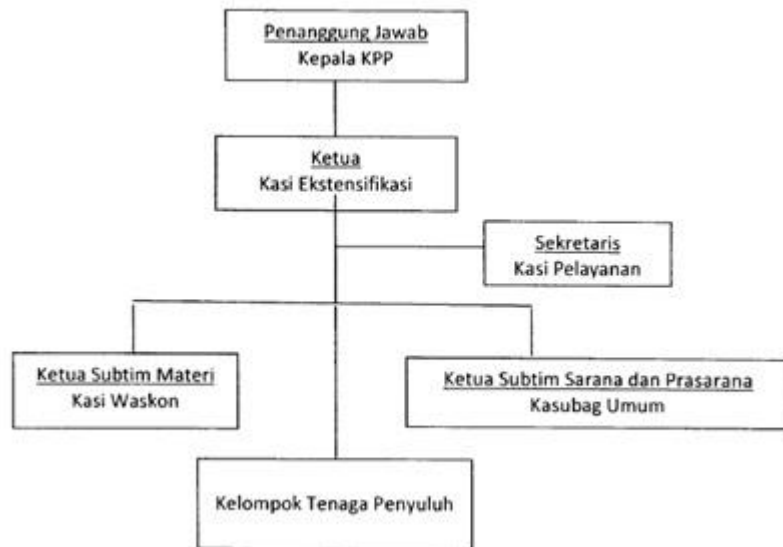 Penanggung Jawab
Kepala KPP
Ketua
Kasi Ekstensifikasi
Sekretaris
Kasi Pelayanan
Ketua Subtim Materi
Kasi Waskon
Ketua Subtim Sarana dan Prasarana
Kasubag Umum
Kelompok Tenaga Penyuluh